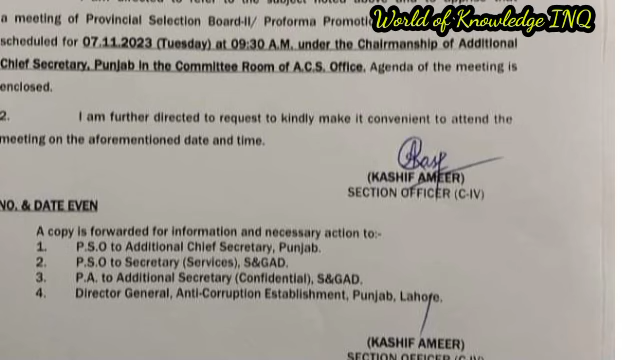 a meeting of Provincial Selection Board-II/ Proforma Promoti
World of Knowledge INQ
scheduled for 07.11.2023 (Tuesday) at 09:30 A.M. under the Chairmanship of Additional
Chief Secretary, Punjab in the Committee Room of A.C.S. Office. Agenda of the meeting is
enclosed.
2. I am further directed to request to kindly make it convenient to attend the
meeting on the aforementioned date and time.
(KASHIF AMEER)
SECTION OFFICER (C-IV)
NO. & DATE EVEN
A copy is forwarded for information and necessary action to:-
1. P.S.O to Additional Chief Secretary, Punjab.
2. P.S.O to Secretary (Services), S&GAD.
3. P.A. to Additional Secretary (Confidential), S&GAD.
4. Director General, Anti-Corruption Establishment, Punjab, Lahore.
(KASHIF AMEER)
SECTION OFFICER (C-IV)